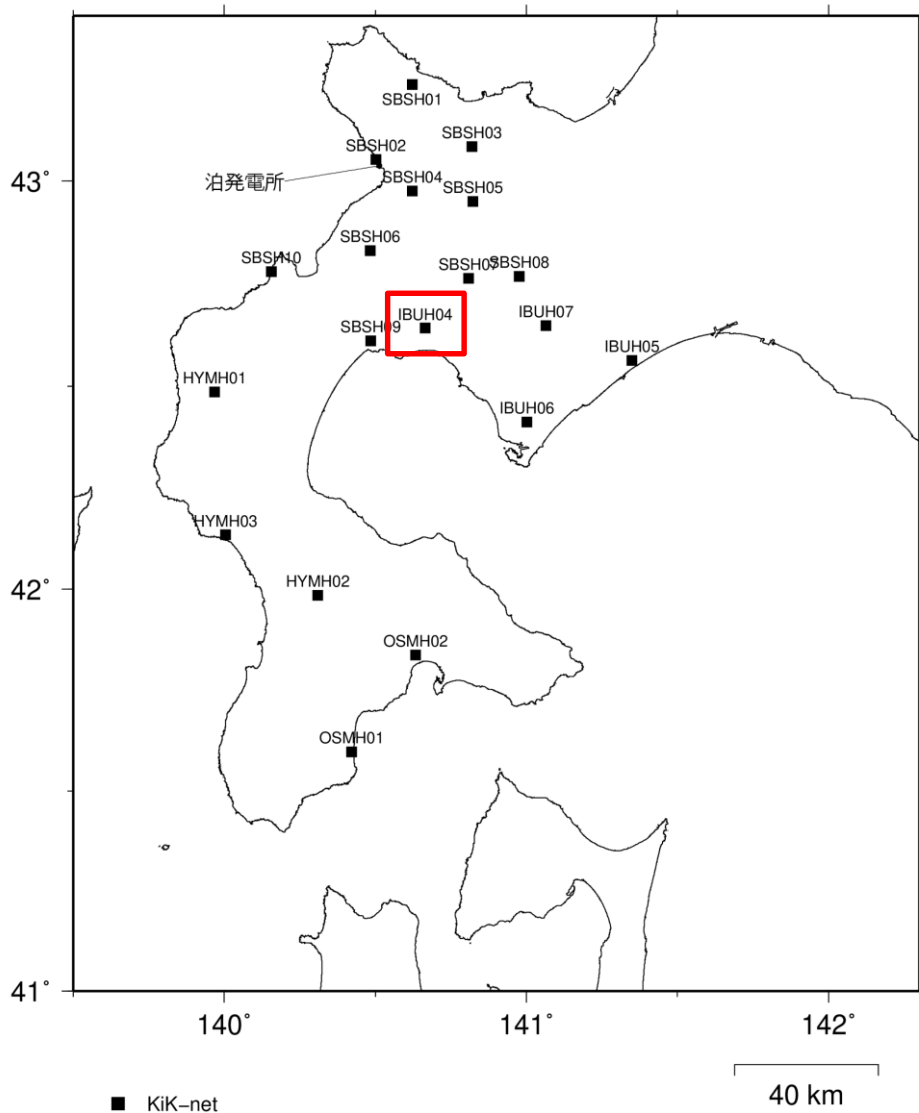 SBSH01
SBSH03
SBSH02
43°
泊発電所
SBSH04
SBSH05
SBSH06
SBSH10
SBSH07
SBSH08
IBUH04
IBUH07
SBSH09
IBUH05
HYMH01
IBUH06
HYMH03
42°
HYMH02
OSMH02
OSMH01
41°
140°
141°
142°
KiK-net
40 km